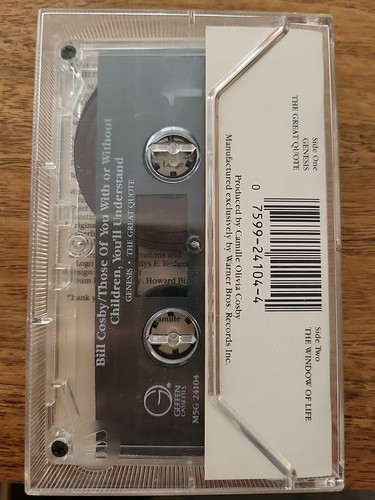 Bill Cosby/Those Of You With or Without
Children, You'll Understand
GENESIS • THE GREAT QUOTE
GEFFEN
CASSETTES
M5G 24104
Side One
GENESIS
THE GREAT QUOTE
0 7599-24104-4
Side Two
THE WINDOW OF LIFE
Produced by Camille Olivia Cosby
Manufactured exclusively by Warner Bros. Records Inc.